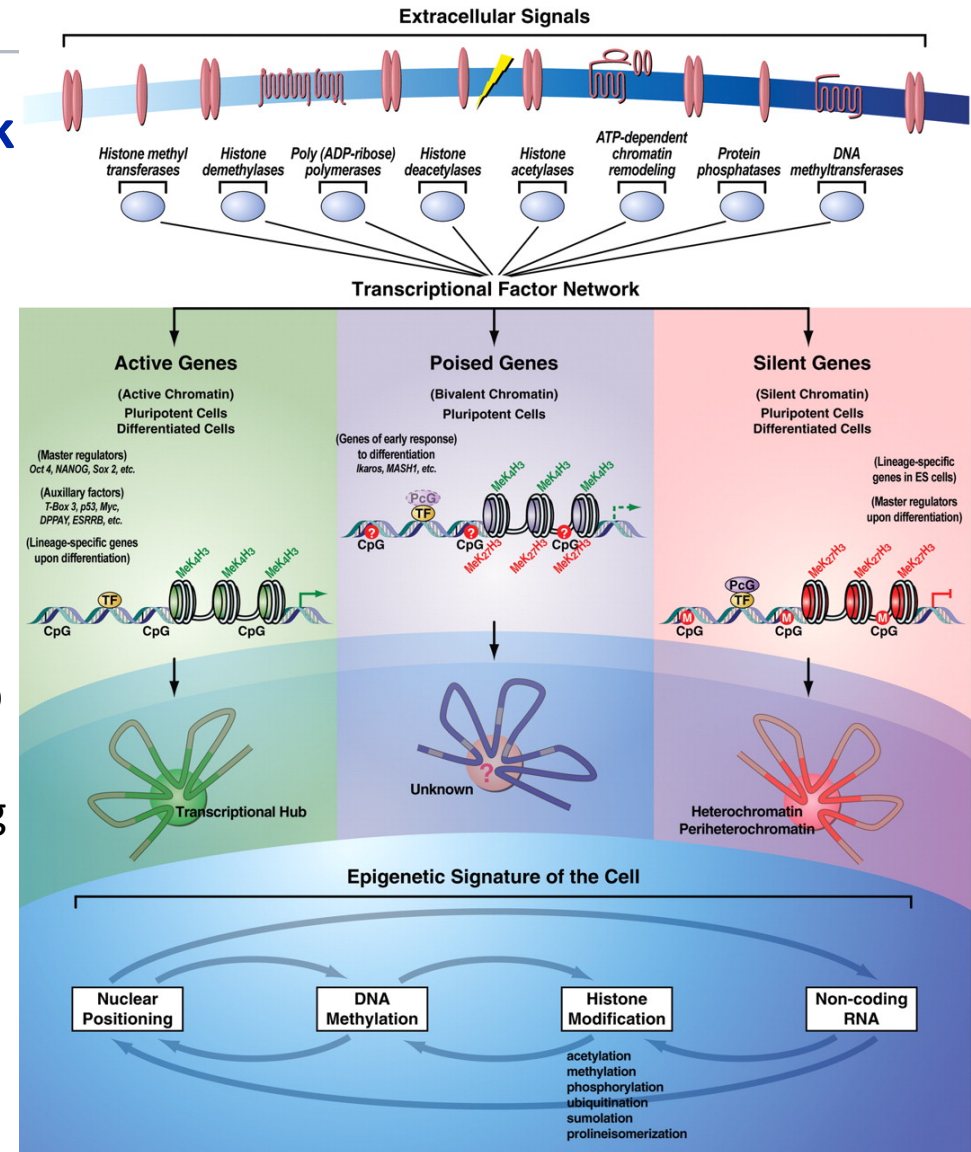 Extracellular Signals
k
Histone methyl
transferases
Histone
demethylases
Poly (ADP-ribose)
polymerases
Histone
deacetylases
Histone
acetylases
ATP-dependent
chromatin
remodeling
Protein
phosphatases
DNA
methyltransferases
Transcriptional Factor Network
Active Genes
(Active Chromatin)
Pluripotent Cells
Differentiated Cells
(Master regulators)
Oct 4, NANOG, Sox 2, etc.
(Auxillary factors)
T-Box 3, p53, Myc,
DPPAY, ESRRB, etc.
(Lineage-specific genes
upon differentiation)
MeK4H3
MeK4H3
MeK4H3
TF
CpG
CpG
CpG
Poised Genes
(Bivalent Chromatin)
Pluripotent Cells
(Genes of early response)
to differentiation
Ikaros, MASH1, etc.
MeK4H3
MeK4H3
MeK4H3
PcG
TF
?
?
?
CpG
CpG
CpG
MeK27H3
MeK27H3
MeK27H3
Silent Genes
(Silent Chromatin)
Pluripotent Cells
Differentiated Cells
(Lineage-specific
genes in ES cells)
(Master regulators
upon differentiation)
MeK27H3
MeK27H3
MeK27H3
PcG
TF
M
M
M
CpG
CpG
CpG
Transcriptional Hub
?
Unknown
Heterochromatin
Periheterochromatin
g
Epigenetic Signature of the Cell
Nuclear
Positioning
DNA
Methylation
Histone
Modification
Non-coding
RNA
acetylation
methylation
phosphorylation
ubiquitination
sumolation
prolineisomerization